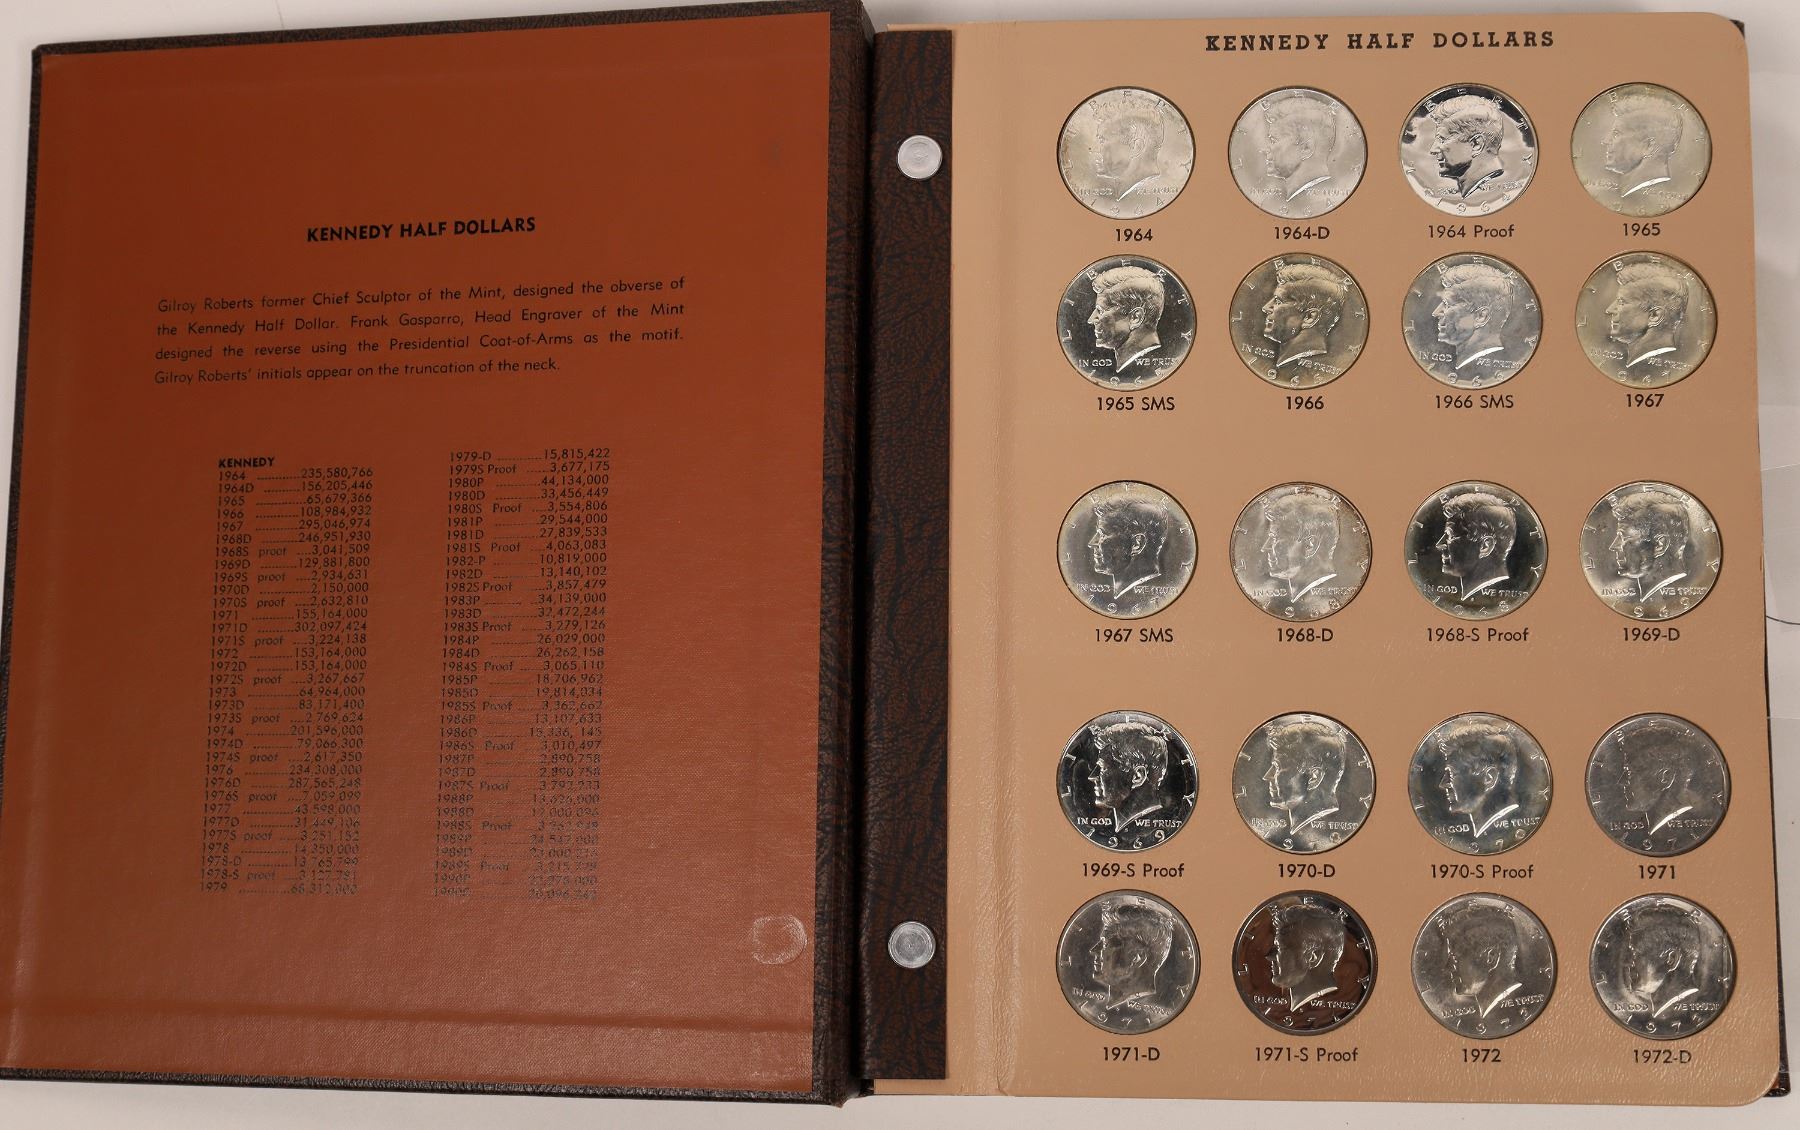 KENNEDY HALF DOLLARS
Gilroy Roberts former Chief Sculptor of the Mint, designed the obverse of
the Kennedy Half Dollar. Frank Gasparro, Head Engraver of the Mint
designed the reverse using the Presidential Coat-of-Arms as the motif.
Gilroy Roberts' initials appear on the truncation of the neck.
KENNEDY
1964 ..........235,580,766
1964D ..........156,205,446
1965 ..........65,679,366
1966 ..........108,984,932
1967 ..........295,046,974
1968D ..........246,951,930
1968S proof ....3,041,509
1969D ..........129,881,800
1969S proof ....2,934,631
1970D ..........2,150,000
1970S proof ....2,632,810
1971 ..........155,164,000
1971D ..........302,097,424
1971S proof ....3,224,138
1972 ..........153,164,000
1972D ..........153,164,000
1972S proof ....3,267,667
1973 ..........64,964,000
1973D ..........83,171,400
1973S proof ....2,769,624
1974 ..........201,596,000
1974D ..........79,066,300
1974S proof ....2,617,350
1976 ..........234,308,000
1976D ..........287,565,248
1976S proof ....7,059,099
1977 ..........43,598,000
1977D ..........31,449,106
1977S proof ....3,251,152
1978 ..........14,350,000
1978-D ..........13,765,799
1978-S proof ....3,127,781
1979 ..........68,312,000
1979-D ..........15,815,422
1979S Proof ......3,677,175
1980P ..........44,134,000
1980D ..........33,456,449
1980S Proof ....3,554,806
1981P ..........29,544,000
1981D ..........27,839,533
1981S Proof ....4,063,083
1982-P ..........10,819,000
1982D ..........13,140,102
1982S Proof ....3,857,479
1983P ..........34,139,000
1983D ..........32,472,244
1983S Proof ....3,279,126
1984P ..........26,029,000
1984D ..........26,262,158
1984S Proof ......3,065,110
1985P ..........18,706,962
1985D ..........19,814,034
1985S Proof ....3,362,662
1986P ..........13,107,633
1986D ..........15,336, 145
1986S Proof ....3,010,497
1987P ..........2,890,758
1987D ..........2,890,758
1987S Proof ....3,792,233
1988P
1988D
1988S Proof
1989P
1989D
1989S Proof
1990P
KENNEDY HALF DOLLARS
1964 1964-D 1964 Proof 1965
1965 SMS 1966 1966 SMS 1967
1967 SMS 1968-D 1968-S Proof 1969-D
1969-S Proof 1970-D 1970-S Proof 1971
1971-D 1971-S Proof 1972 1972-D